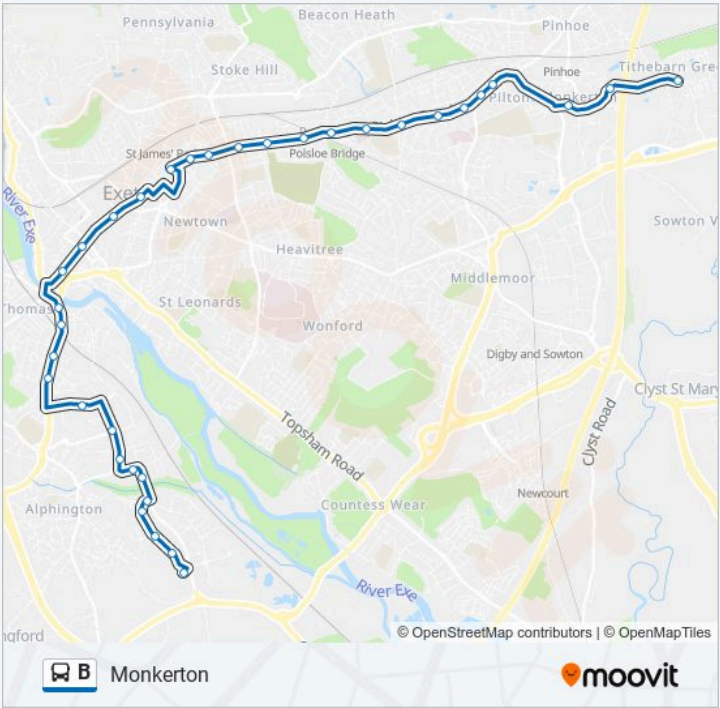 Beacon Heath
Pennsylvania
Pinhoe
Stoke Hill
Pinhoe
Tithebarn Gre
Pilton
Monkerton
St James'
Polsloe Bridge
River Exe
Newtown
Sowton V
Heavitree
Middlemoor
St Leonards
Thomas
Wonford
Digby and Sowton
Clyst St Mary
Topsham Road
Clyst Road
Newcourt
Countess Wear
Alphington
River Exe
ngford
© OpenStreetMap contributors | © OpenMapTiles
B Monkerton
moovit